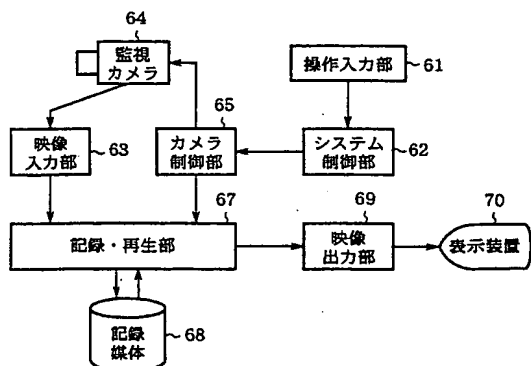 64
監視
カメラ
操作入力部
61
65
映像
入力部
63
カメラ
制御部
システム
制御部
62
67
69
70
記録・再生部
映像
出力部
表示装置
記録
媒体
68